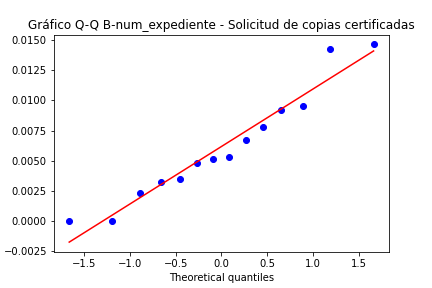 Gráfico Q-Q B-num_expediente - Solicitud de copias certificadas
0.0150
0.0125
0.0100
0.0075
0.0050
0.0025
0.0000
−0.0025
−1.5 −1.0 −0.5 0.0 0.5 1.0 1.5
Theoretical quantiles